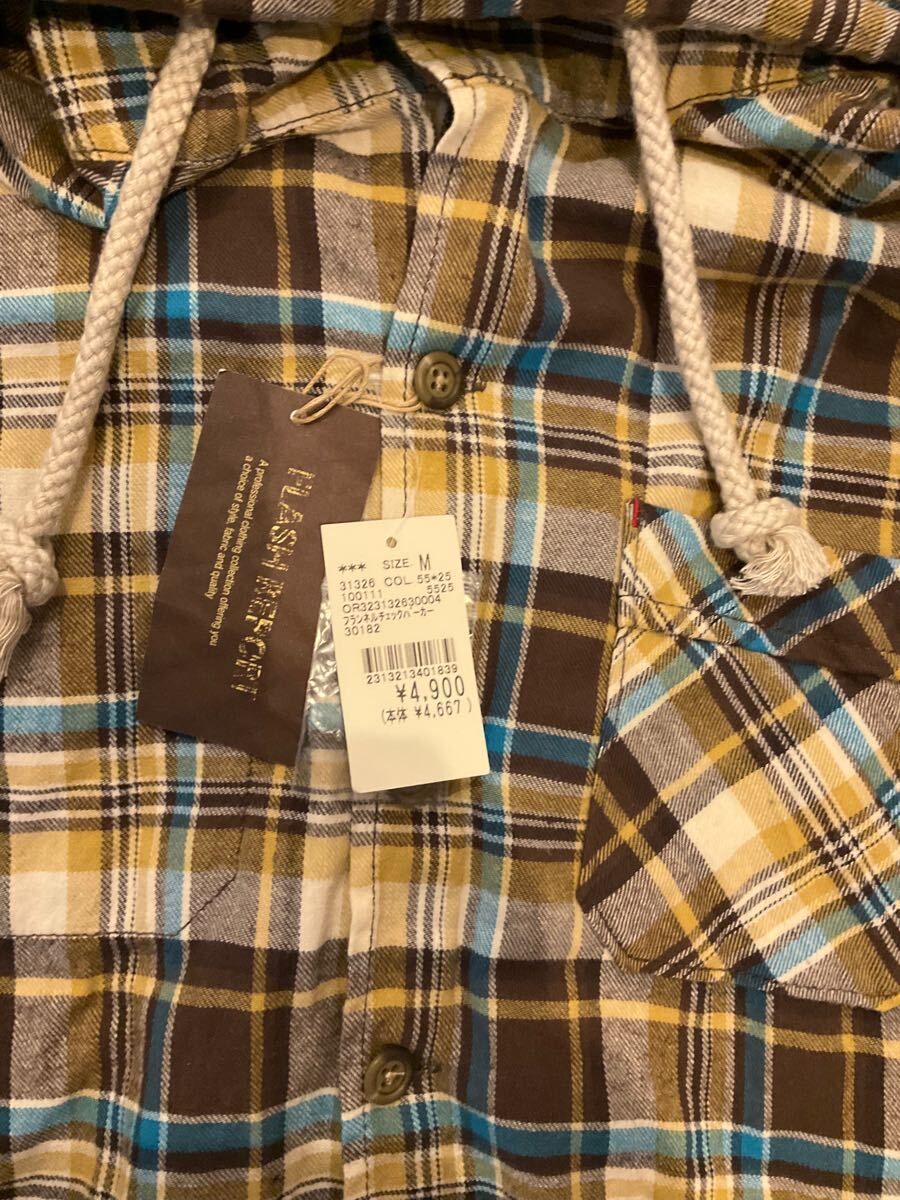 FLASH REPORT
A professional clothing collection offering you
a choice of style, fabric and quality
*** SIZE M
31326 COL 55*25
100111 5525
OR323132630004
フランネルチェックパーカー
30182
2313213401839
¥4,900
(本体 ¥4,667)